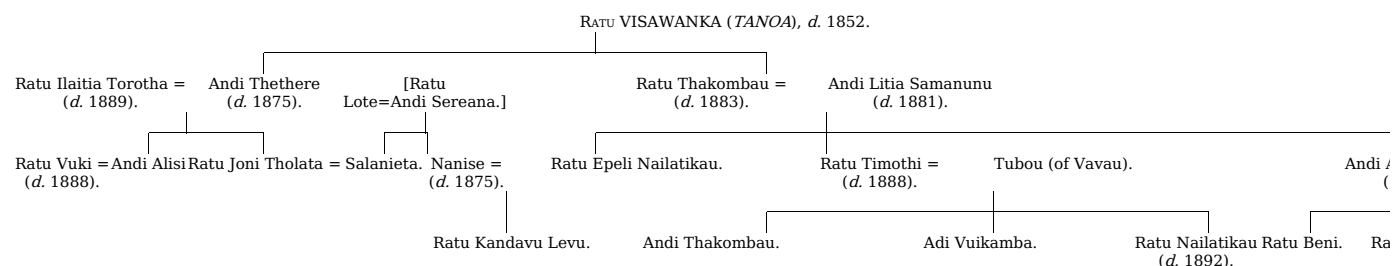 RATU VISAWANKA (TANOA), d. 1852.
Ratu Ilaitia Torotha = Andi Thethere [Ratu Ratu Thakombau = Andi Litia Samanunu
(d. 1889). (d. 1875). Lote=Andi Sereana.] (d. 1883). (d. 1881).
Ratu Vuki = Andi Alisi Ratu Joni Tholata = Salanieta. Nanise = Ratu Epeli Nailatikau. Ratu Timothi = Tubou (of Vavau). Andi
(d. 1888). (d. 1875). (d. 1888).
Ratu Kandavu Levu. Andi Thakombau. Adi Vuikamba. Ratu Nailatikau Ratu Beni.
(d. 1892).